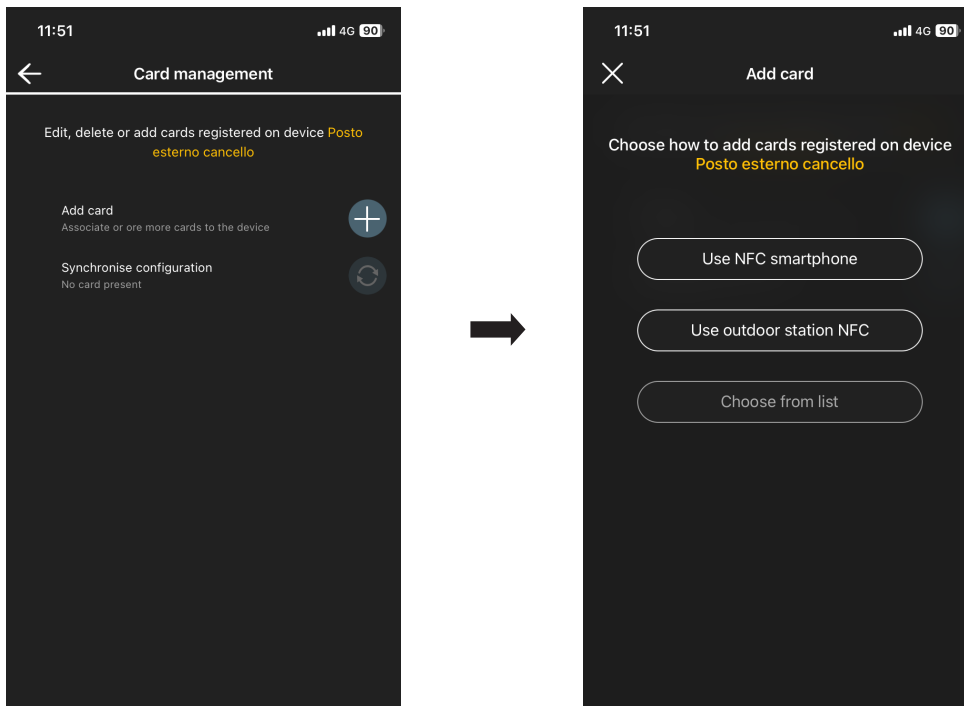 11:51
4G 90
Card management
Edit, delete or add cards registered on device Posto
esterno cancello
Add card
Associate or ore more cards to the device
Synchronise configuration
No card present
11:51
4G 90
Add card
Choose how to add cards registered on device
Posto esterno cancello
Use NFC smartphone
Use outdoor station NFC
Choose from list